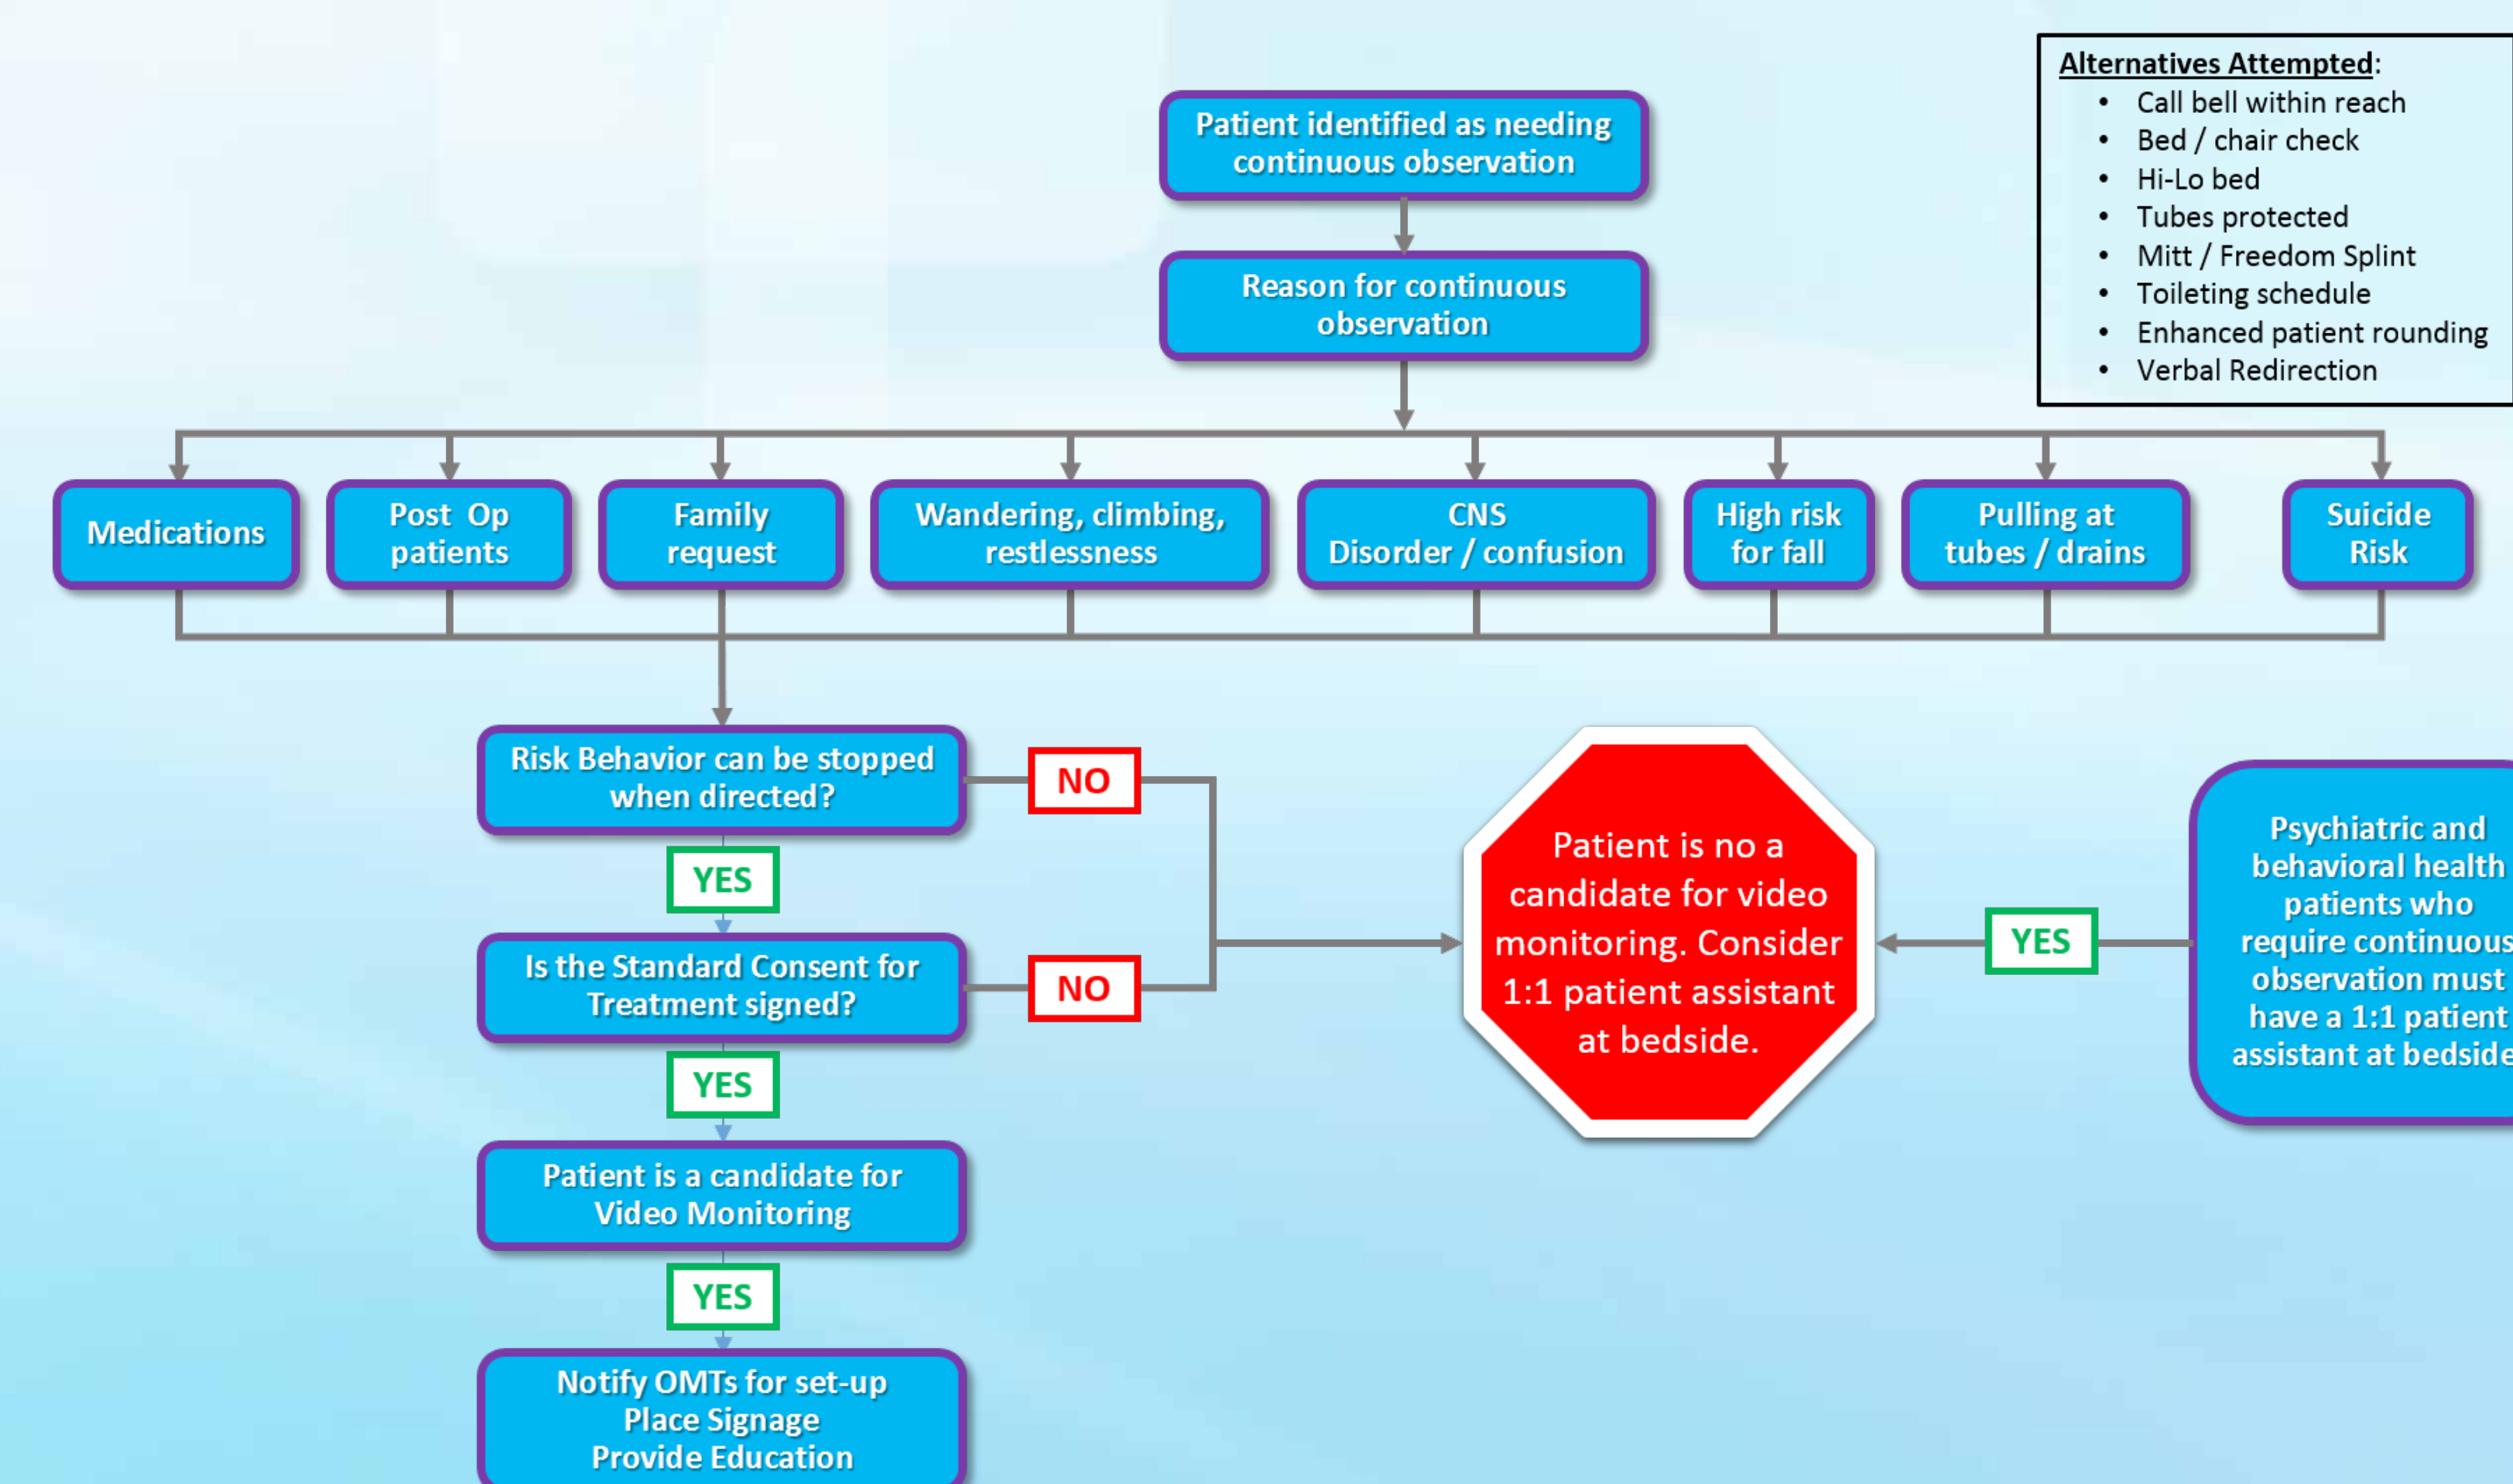 Alternatives Attempted:
• Call bell within reach
• Bed / chair check
• Hi-Lo bed
• Tubes protected
• Mitt / Freedom Splint
• Toileting schedule
• Enhanced patient rounding
• Verbal Redirection
Patient identified as needing
continuous observation
Reason for continuous
observation
Medications
Post Op
patients
Family
request
Wandering, climbing,
restlessness
CNS
Disorder / confusion
High risk
for fall
Pulling at
tubes / drains
Suicide
Risk
Risk Behavior can be stopped
when directed?
NO
YES
Is the Standard Consent for
Treatment signed?
NO
YES
Patient is a candidate for
Video Monitoring
YES
Notify OMTs for set-up
Place Signage
Provide Education
Patient is no a
candidate for video
monitoring. Consider
1:1 patient assistant
at bedside.
YES
Psychiatric and
behavioral health
patients who
require continuous
observation must
have a 1:1 patient
assistant at bedside